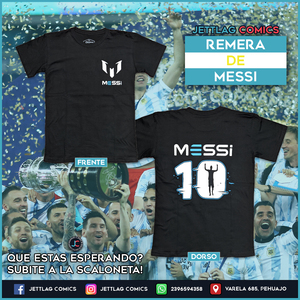 JETTLAG COMICS
REMERA
DE
MESSI
MESSI
FRENTE
MESSI
10
DORSO
QUE ESTAS ESPERANDO?
SUBITE A LA SCALONETA!
JETTLAG COMICS
JETTLAG COMICS
2396594358
VARELA 685, PEHUAJO